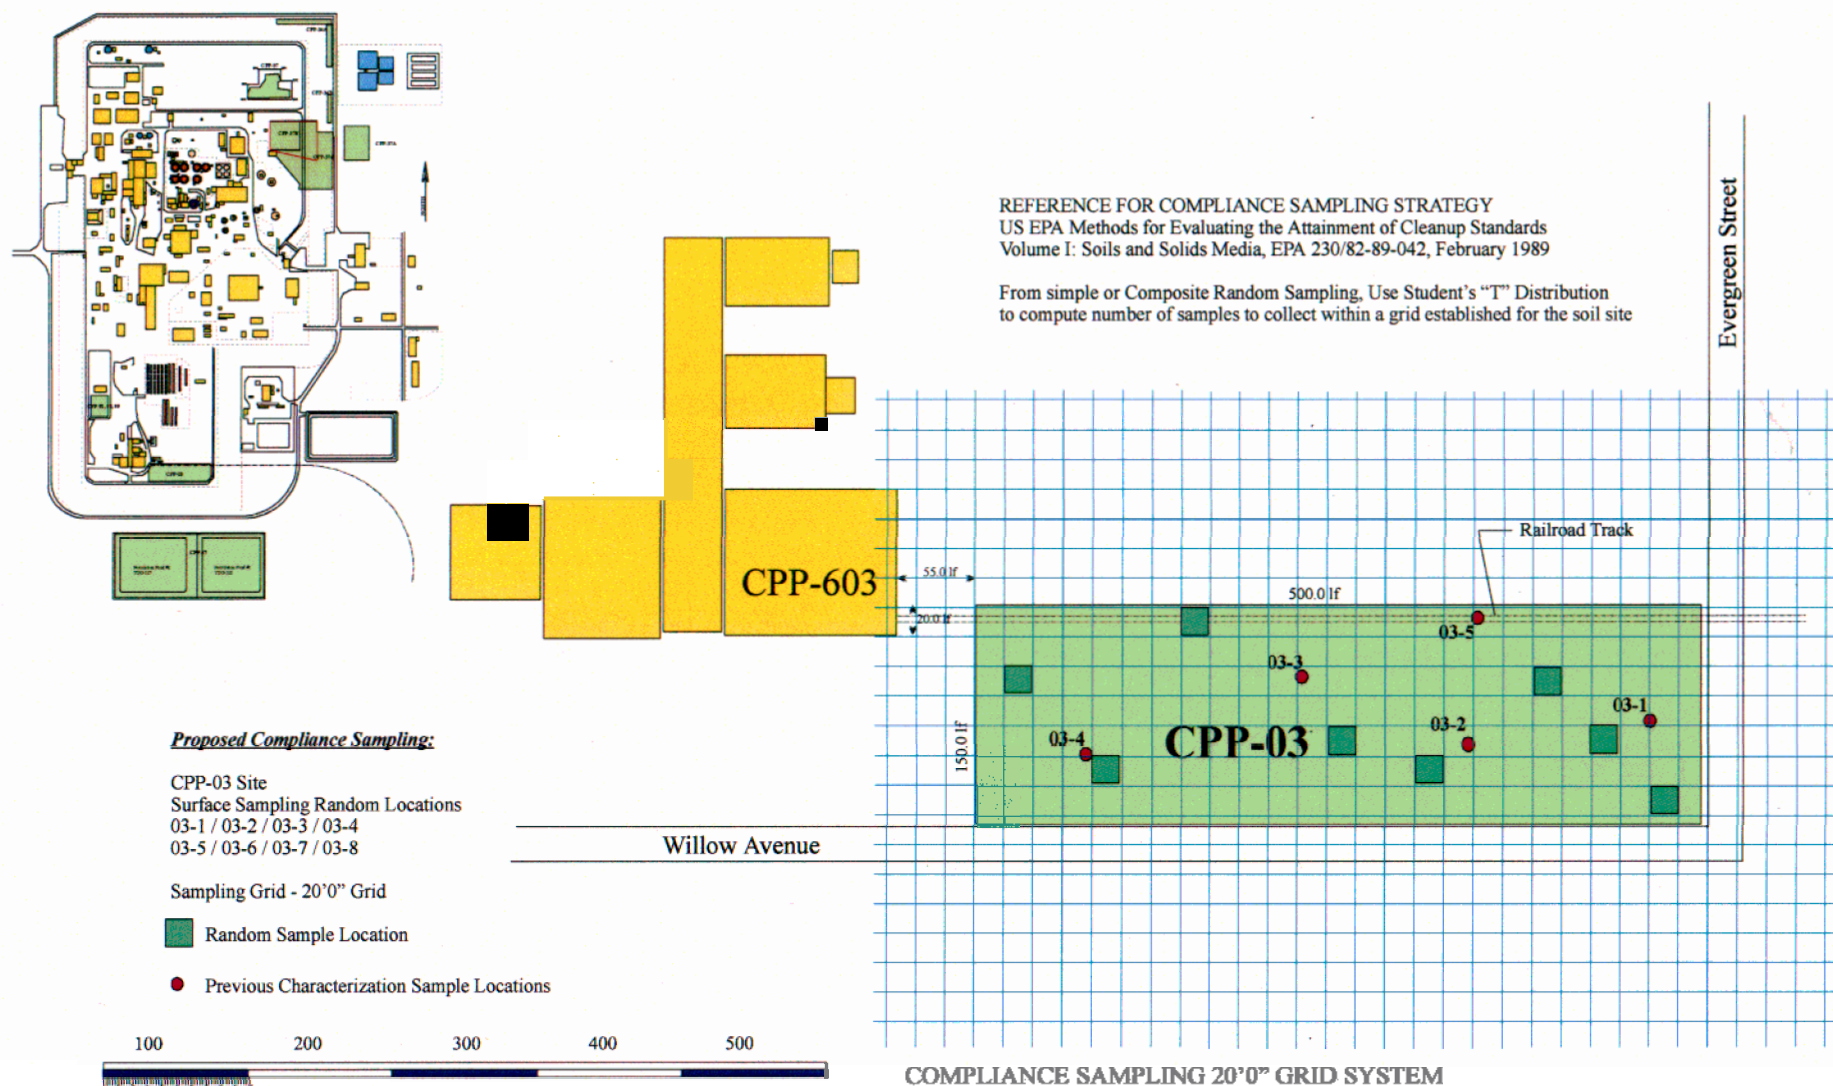 REFERENCE FOR COMPLIANCE SAMPLING STRATEGY
US EPA Methods for Evaluating the Attainment of Cleanup Standards
Volume I: Soils and Solids Media, EPA 230/82-89-042, February 1989
From simple or Composite Random Sampling, Use Student's “T” Distribution
to compute number of samples to collect within a grid established for the soil site
Evergreen Street
Railroad Track
CPP-603
55.0 lf
20.0 lf
500.0 lf
150.0 lf
03-5
03-3
03-1
03-2
03-4
CPP-03
Willow Avenue
Proposed Compliance Sampling:
CPP-03 Site
Surface Sampling Random Locations
03-1 / 03-2 / 03-3 / 03-4
03-5 / 03-6 / 03-7 / 03-8
Sampling Grid - 20'0” Grid
Random Sample Location
Previous Characterization Sample Locations
100 200 300 400 500
COMPLIANCE SAMPLING 20'0” GRID SYSTEM